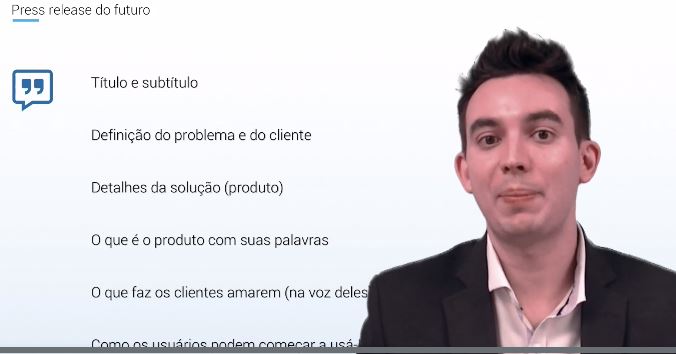 Press release do futuro
Título e subtítulo
Definição do problema e do cliente
Detalhes da solução (produto)
O que é o produto com suas palavras
O que faz os clientes amarem (na voz deles
Como os usuários podem começar a usá-